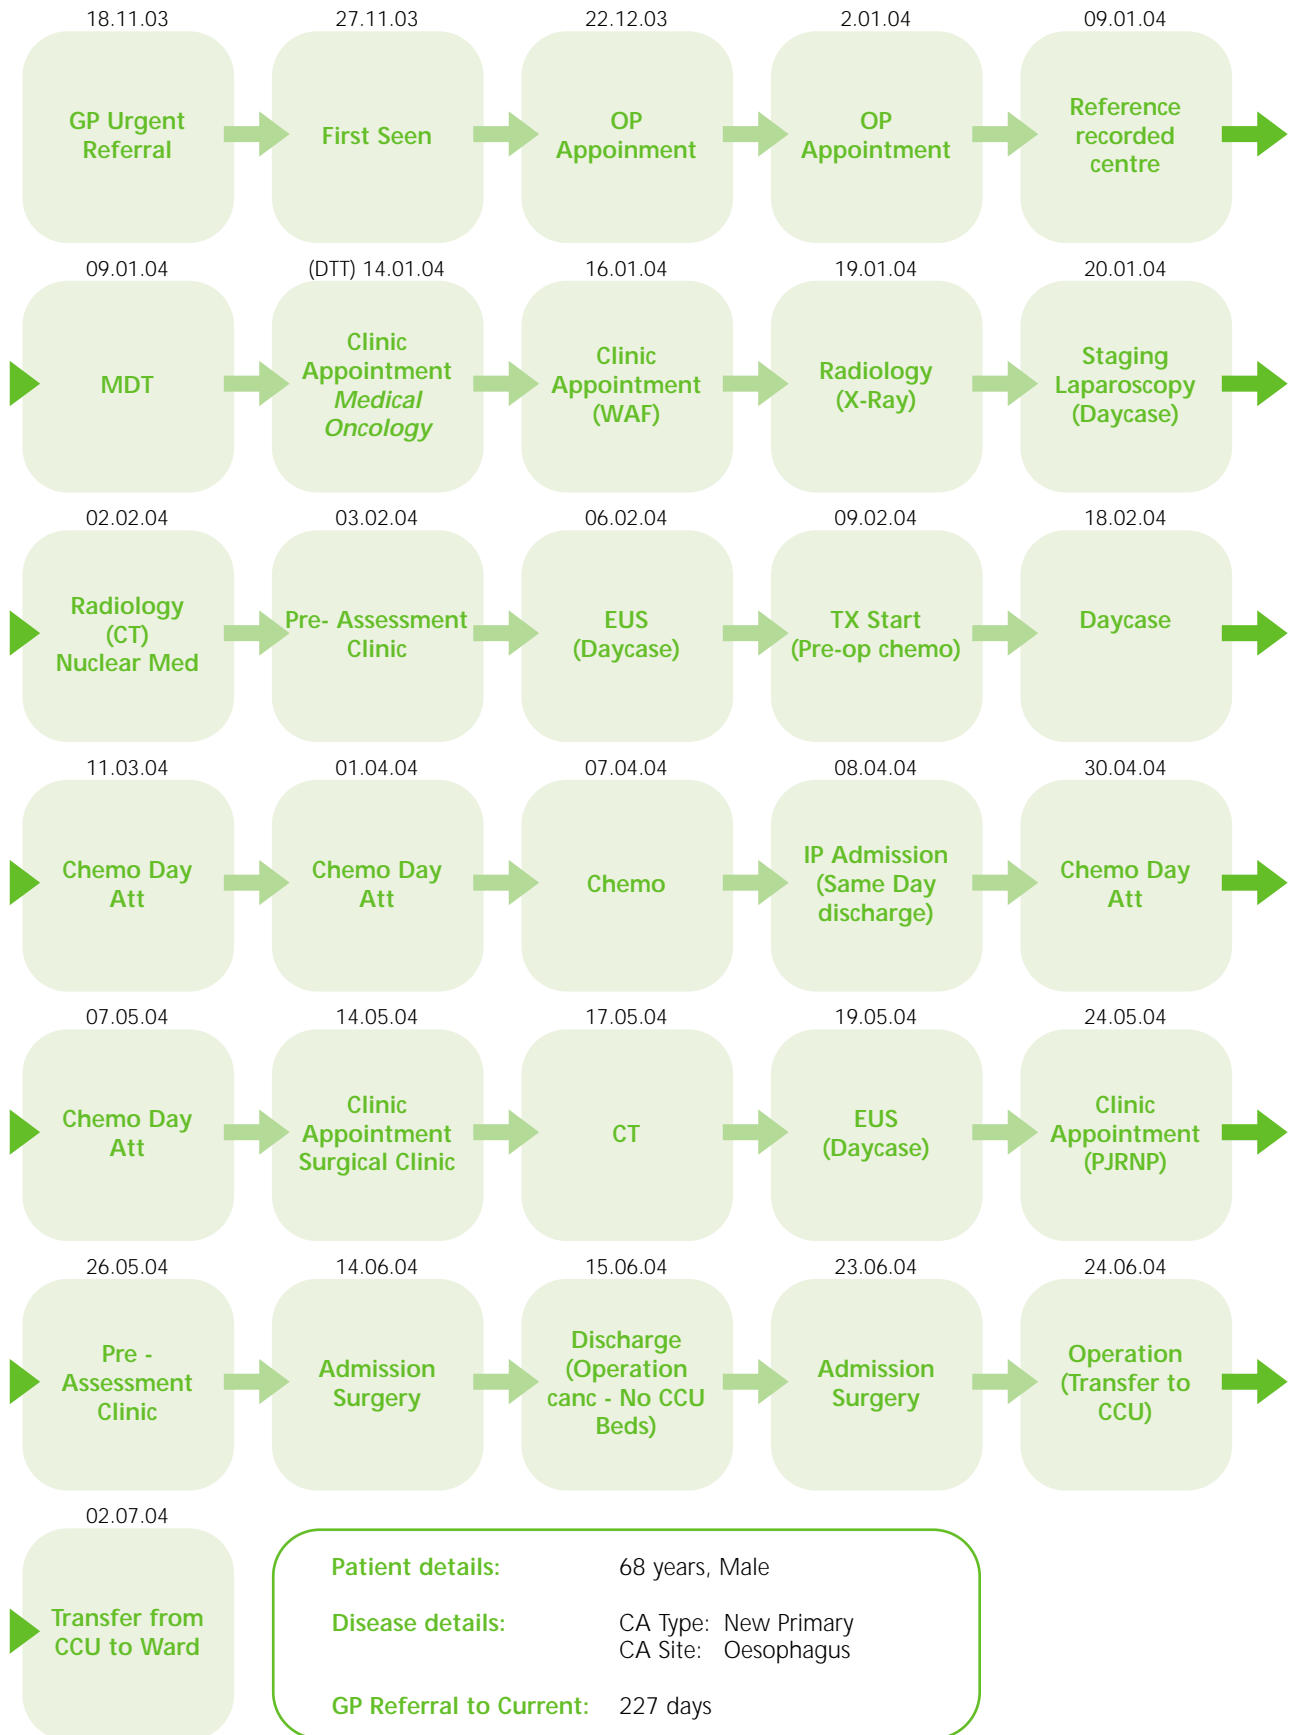 18.11.03
27.11.03
22.12.03
2.01.04
09.01.04
GP Urgent
Referral
First Seen
OP
Appoinment
OP
Appointment
Reference
recorded
centre
09.01.04
(DTT) 14.01.04
16.01.04
19.01.04
20.01.04
MDT
Clinic
Appointment
Medical
Oncology
Clinic
Appointment
(WAF)
Radiology
(X-Ray)
Staging
Laparoscopy
(Daycase)
02.02.04
03.02.04
06.02.04
09.02.04
18.02.04
Radiology
(CT)
Nuclear Med
Pre- Assessment
Clinic
EUS
(Daycase)
TX Start
(Pre-op chemo)
Daycase
11.03.04
01.04.04
07.04.04
08.04.04
30.04.04
Chemo Day
Att
Chemo Day
Att
Chemo
IP Admission
(Same Day
discharge)
Chemo Day
Att
07.05.04
14.05.04
17.05.04
19.05.04
24.05.04
Chemo Day
Att
Clinic
Appointment
Surgical Clinic
CT
EUS
(Daycase)
Clinic
Appointment
(PJRNP)
26.05.04
14.06.04
15.06.04
23.06.04
24.06.04
Pre -
Assessment
Clinic
Admission
Surgery
Discharge
(Operation
canc - No CCU
Beds)
Admission
Surgery
Operation
(Transfer to
CCU)
02.07.04
Transfer from
CCU to Ward
Patient details: 68 years, Male
Disease details: CA Type: New Primary
CA Site: Oesophagus
GP Referral to Current: 227 days